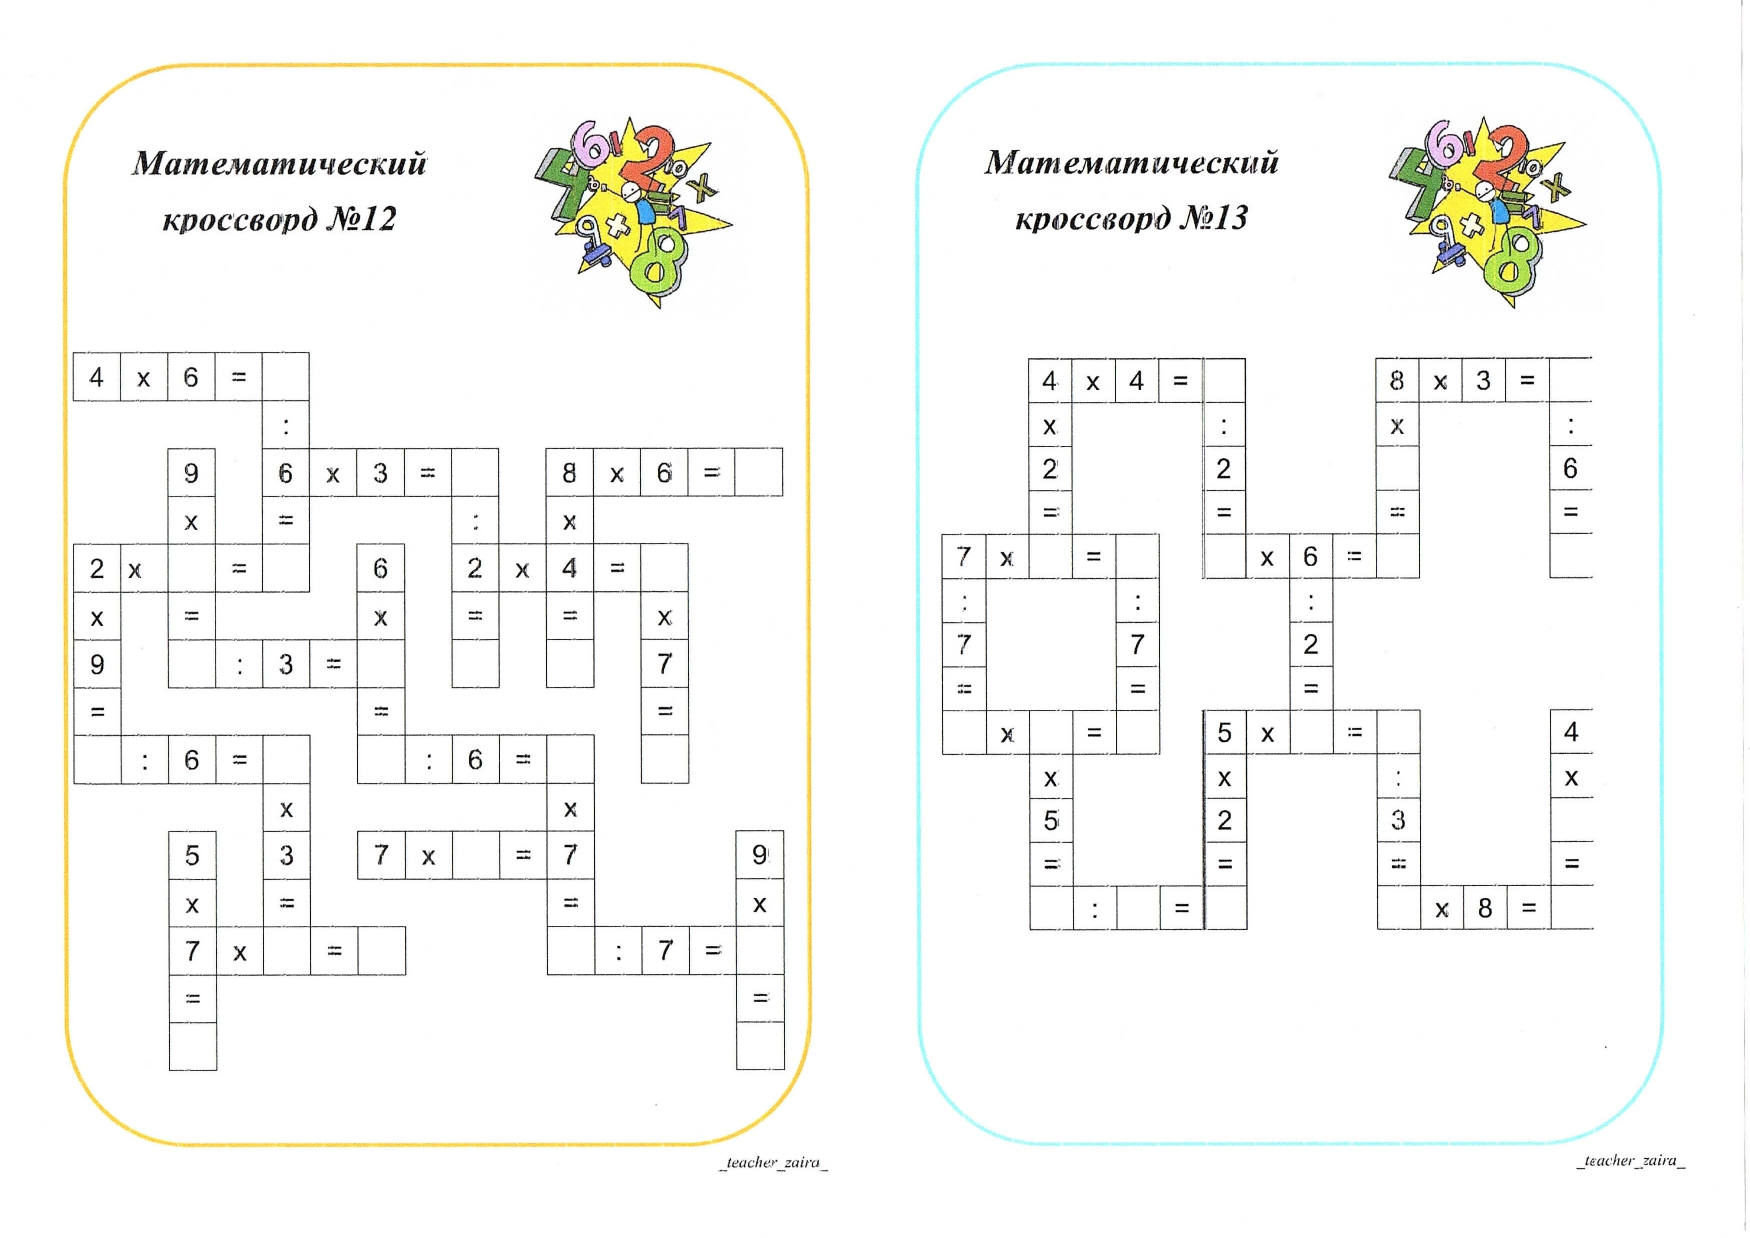 Математический
кроссворд №12
4 x 6 =
:
9 6 x 3 = 8 x 6 =
x = : x
2 x = 6 2 x 4 =
x = x = = x
9 : 3 = 7
= = =
: 6 = : 6 =
x x
5 3 7 x = 7 9
x = = x
7 x = : 7 =
= =
_teacher_zaira_
Математический
кроссворд №13
4 x 4 = 8 x 3 =
x : x :
2 2 6
= = = =
7 x = x 6 =
: : :
7 7 2
= = =
x = 5 x = 4
x x : x
5 2 3
= = = =
: = x 8 =
_teacher_zaira_